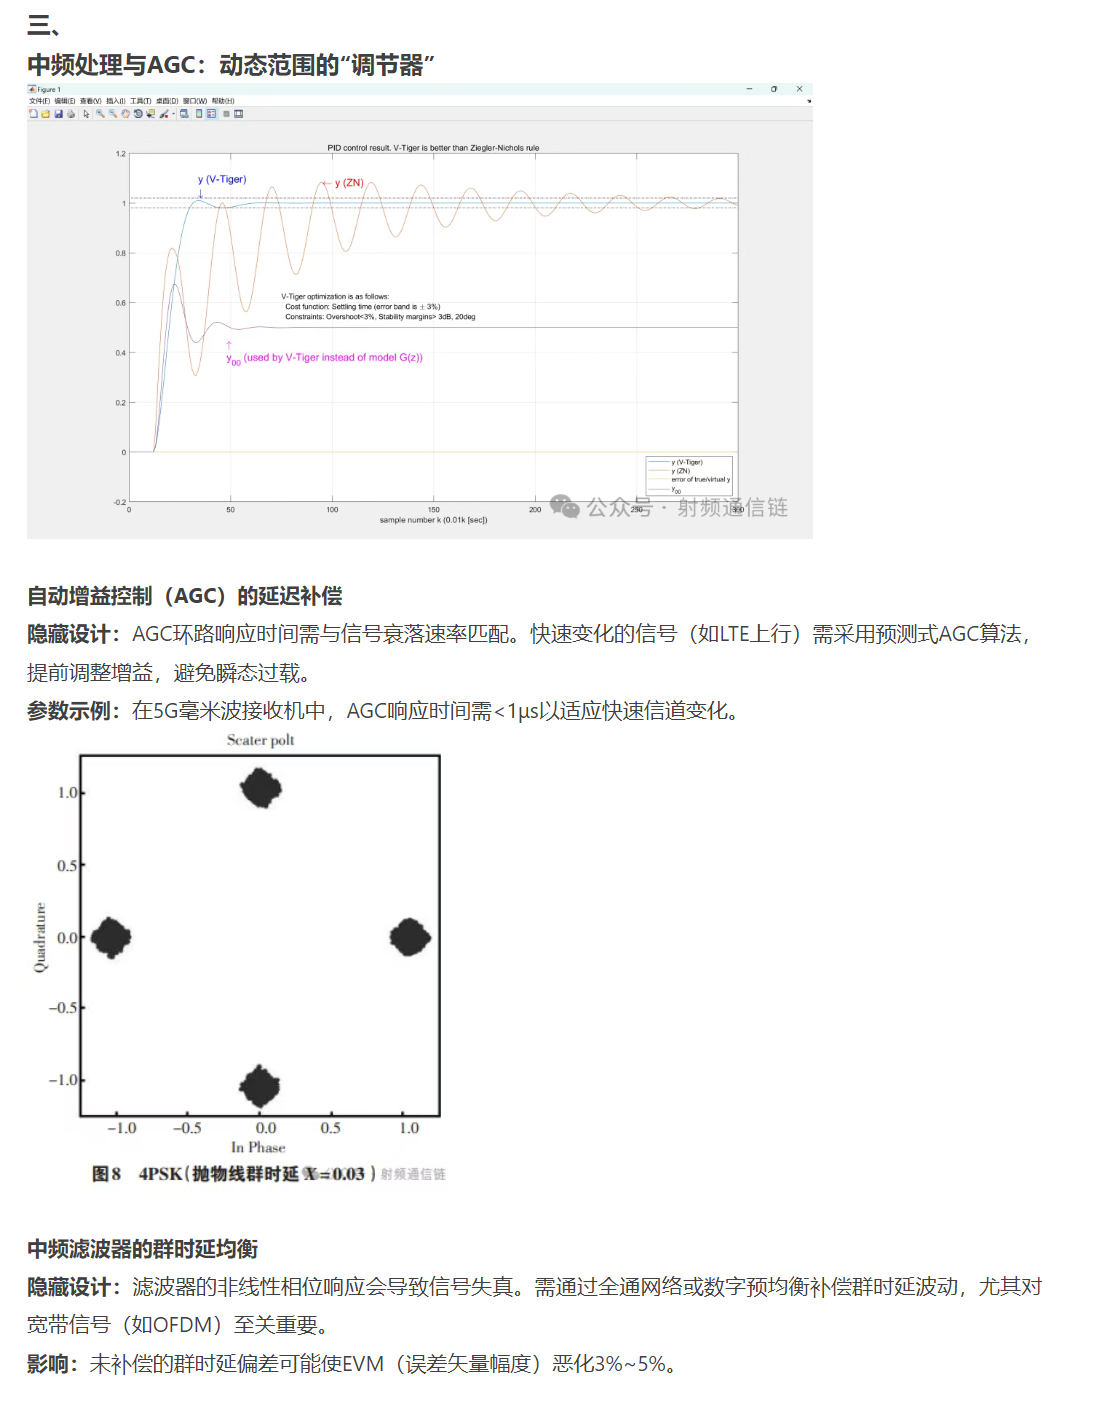 三、
中频处理与AGC：动态范围的“调节器”
Figure 1
文件(F) 编辑(E) 查看(V) 插入(I) 工具(T) 桌面(D) 窗口(W) 帮助(H)
PID control result. V-Tiger is better than Ziegler-Nichols rule
1.2
y (V-Tiger)
← y (ZN)
1
0.8
V-Tiger optimization is as follows:
0.6
Cost function: Settling time (error band is ± 3%)
Constraints: Overshoot<3%, Stability margins> 3dB, 20deg
0.4
y00 (used by V-Tiger instead of model G(z))
0.2
0
y (V-Tiger)
y (ZN)
error of true/virtual y
y00
-0.2
公众号 · 射频通信链
0 50 100 150 200 250 300
sample number k (0.01k [sec])
自动增益控制（AGC）的延迟补偿
隐藏设计：AGC环路响应时间需与信号衰落速率匹配。快速变化的信号（如LTE上行）需采用预测式AGC算法，
提前调整增益，避免瞬态过载。
参数示例：在5G毫米波接收机中，AGC响应时间需<1μs以适应快速信道变化。
Scater polt
1.0
0.5
0.0
Quadrature
−0.5
−1.0
−1.0 −0.5 0.0 0.5 1.0
In Phase
图8 4PSK(抛物线群时延 X=0.03) 射频通信链
中频滤波器的群时延均衡
隐藏设计：滤波器的非线性相位响应会导致信号失真。需通过全通网络或数字预均衡补偿群时延波动，尤其对
宽带信号（如OFDM）至关重要。
影响：未补偿的群时延偏差可能使EVM（误差矢量幅度）恶化3%~5%。